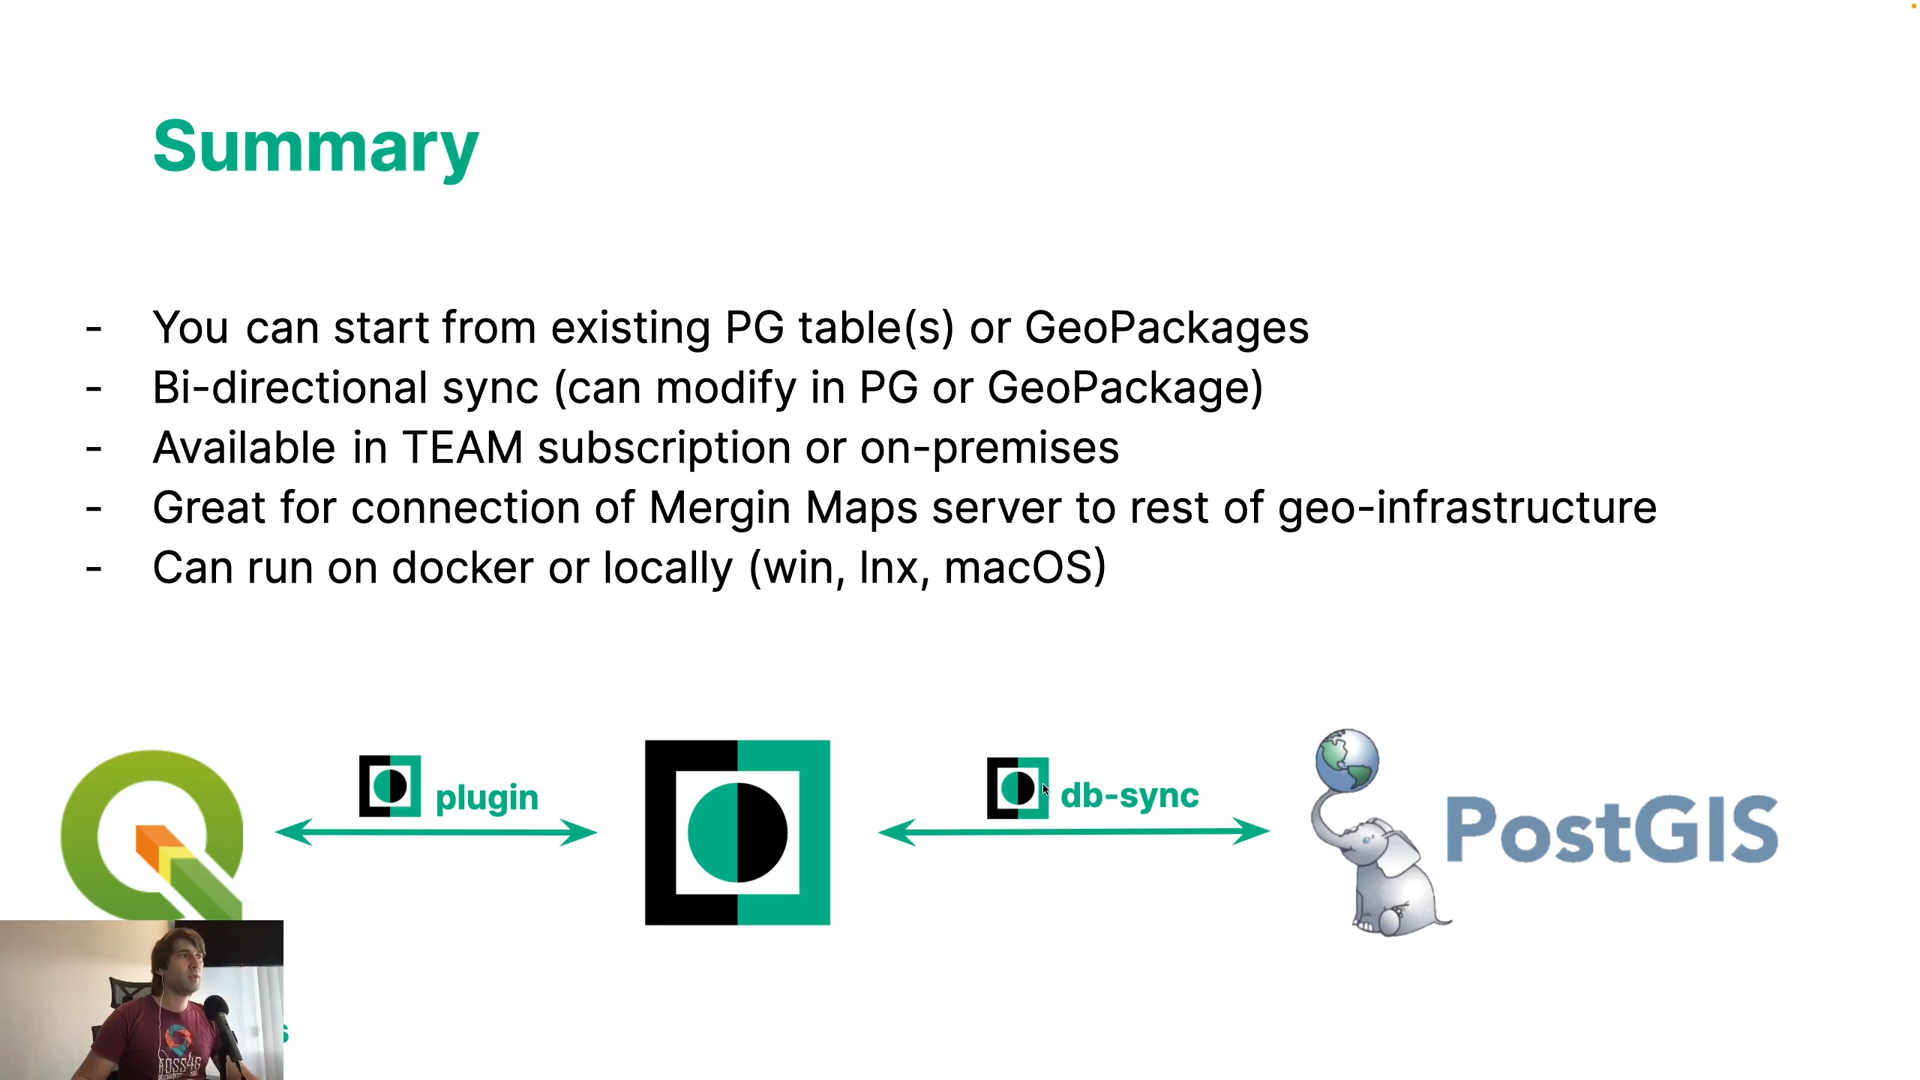 Summary
- You can start from existing PG table(s) or GeoPackages
- Bi-directional sync (can modify in PG or GeoPackage)
- Available in TEAM subscription or on-premises
- Great for connection of Mergin Maps server to rest of geo-infrastructure
- Can run on docker or locally (win, lnx, macOS)
plugin
db-sync
PostGIS